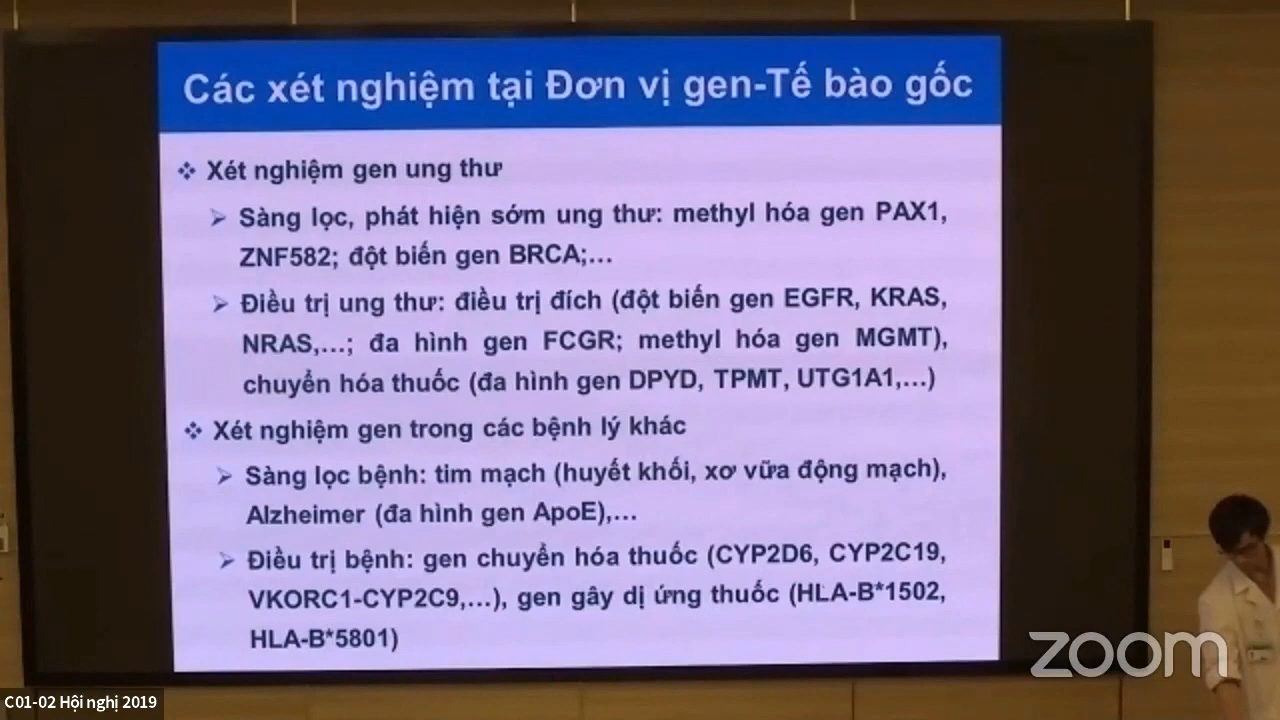 Các xét nghiệm tại Đơn vị gen-Tế bào gốc
❖ Xét nghiệm gen ung thư
➢ Sàng lọc, phát hiện sớm ung thư: methyl hóa gen PAX1,
ZNF582; đột biến gen BRCA;...
➢ Điều trị ung thư: điều trị đích (đột biến gen EGFR, KRAS,
NRAS,...; đa hình gen FCGR; methyl hóa gen MGMT),
chuyển hóa thuốc (đa hình gen DPYD, TPMT, UTG1A1,...)
❖ Xét nghiệm gen trong các bệnh lý khác
➢ Sàng lọc bệnh: tim mạch (huyết khối, xơ vữa động mạch),
Alzheimer (đa hình gen ApoE),...
➢ Điều trị bệnh: gen chuyển hóa thuốc (CYP2D6, CYP2C19,
VKORC1-CYP2C9,...), gen gây dị ứng thuốc (HLA-B*1502,
HLA-B*5801)
zoom
C01-02 Hội nghị 2019